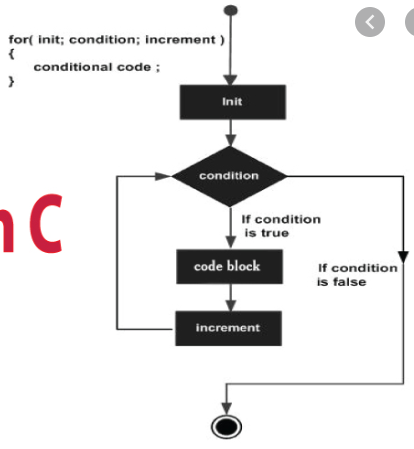 for( init; condition; increment )
{
conditional code ;
}
Init
condition
If condition
is true
code block
If condition
is false
increment
n C